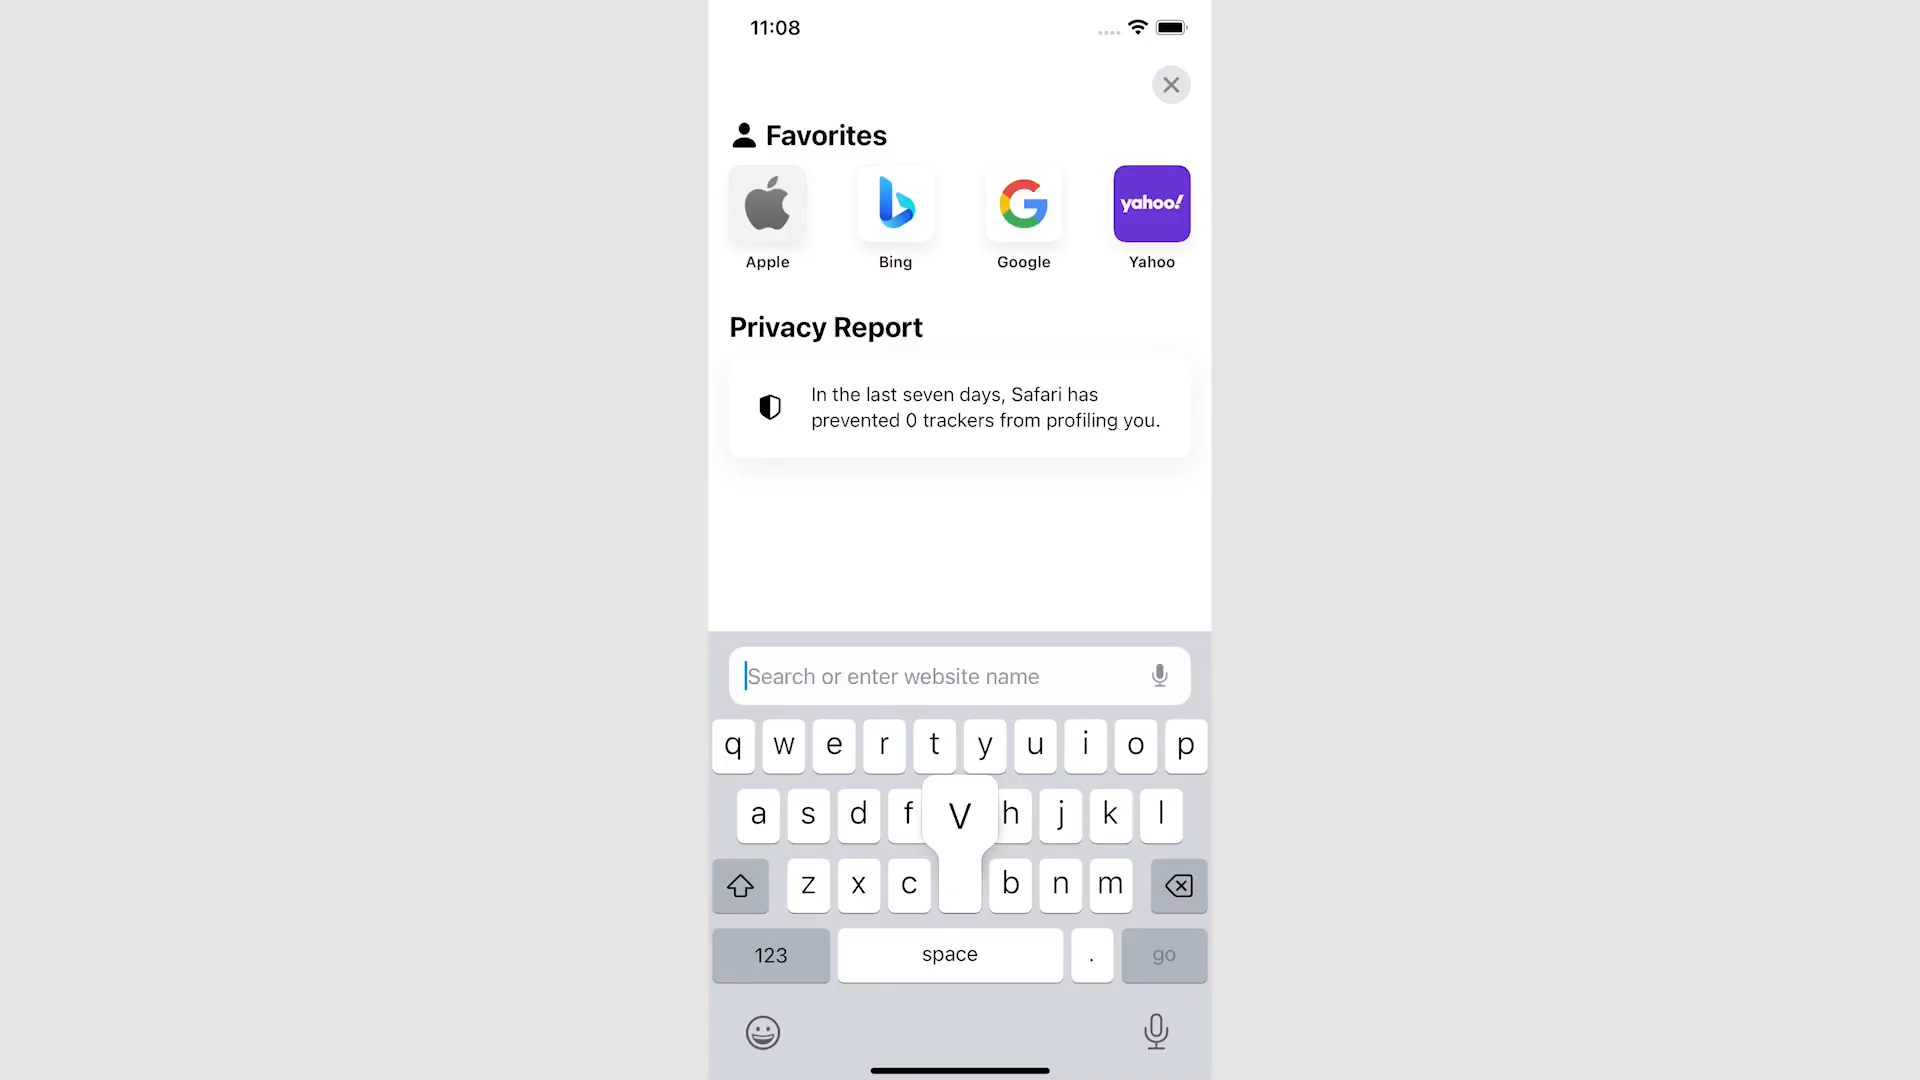 11:08
Favorites
yahoo!
Apple Bing Google Yahoo
Privacy Report
In the last seven days, Safari has
prevented 0 trackers from profiling you.
Search or enter website name
q w e r t y u i o p
a s d f V h j k l
z x c b n m
123 space . go